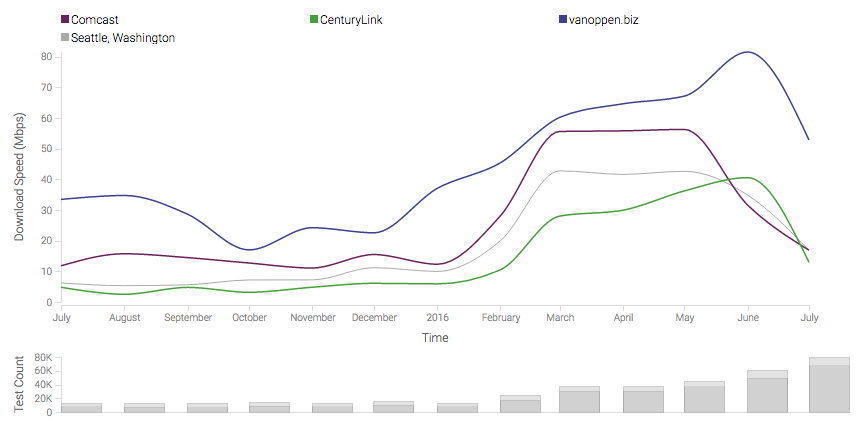 Comcast CenturyLink vanoppen.biz
Seattle, Washington
Download Speed (Mbps)
80
70
60
50
40
30
20
10
0
July August September October November December 2016 February March April May June July
Time
Test Count
80K
60K
40K
20K
0